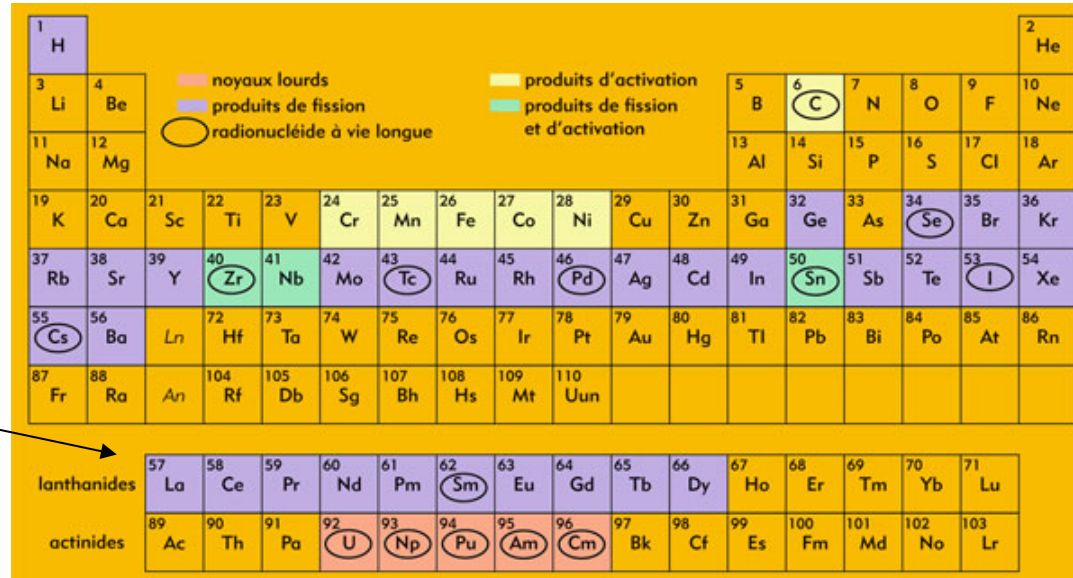 1 2
H He
noyaux lourds produits d'activation
produits de fission produits de fission
radionucléide à vie longue et d'activation
3 4 5 6 7 8 9 10
Li Be B C N O F Ne
11 12 13 14 15 16 17 18
Na Mg Al Si P S Cl Ar
19 20 21 22 23 24 25 26 27 28 29 30 31 32 33 34 35 36
K Ca Sc Ti V Cr Mn Fe Co Ni Cu Zn Ga Ge As Se Br Kr
37 38 39 40 41 42 43 44 45 46 47 48 49 50 51 52 53 54
Rb Sr Y Zr Nb Mo Tc Ru Rh Pd Ag Cd In Sn Sb Te I Xe
55 56 72 73 74 75 76 77 78 79 80 81 82 83 84 85 86
Cs Ba Ln Hf Ta W Re Os Ir Pt Au Hg Tl Pb Bi Po At Rn
87 88 104 105 106 107 108 109 110
Fr Ra An Rf Db Sg Bh Hs Mt Uun
57 58 59 60 61 62 63 64 65 66 67 68 69 70 71
lanthanides La Ce Pr Nd Pm Sm Eu Gd Tb Dy Ho Er Tm Yb Lu
89 90 91 92 93 94 95 96 97 98 99 100 101 102 103
actinides Ac Th Pa U Np Pu Am Cm Bk Cf Es Fm Md No Lr